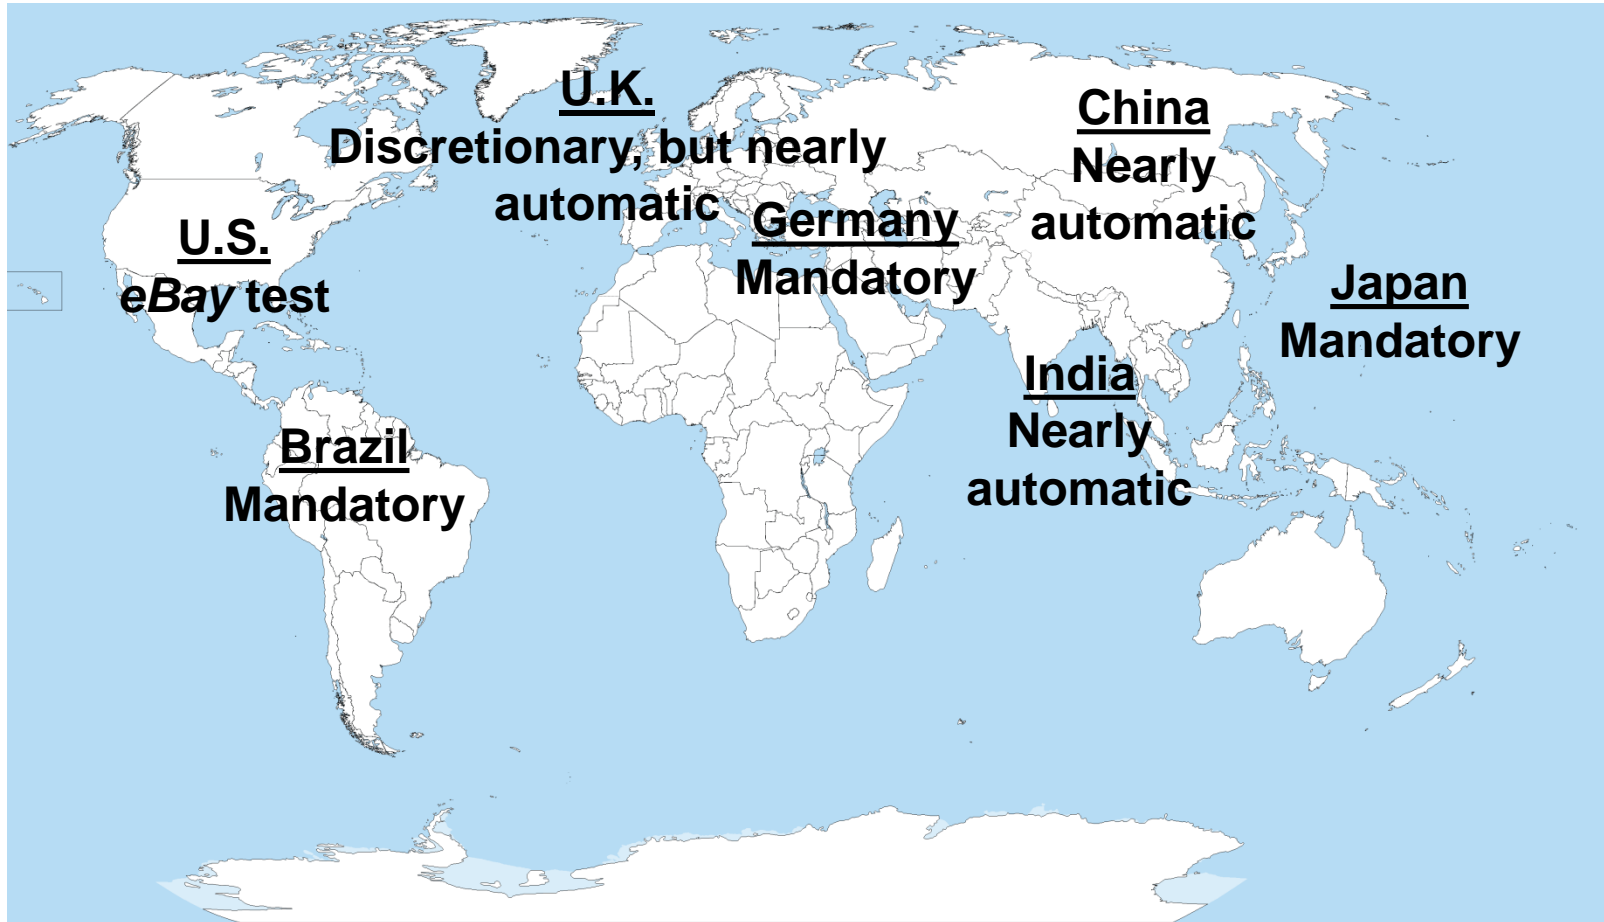 U.K.
Discretionary, but nearly
automatic
China
Nearly
automatic
Germany
Mandatory
U.S.
eBay test
Japan
Mandatory
India
Nearly
automatic
Brazil
Mandatory